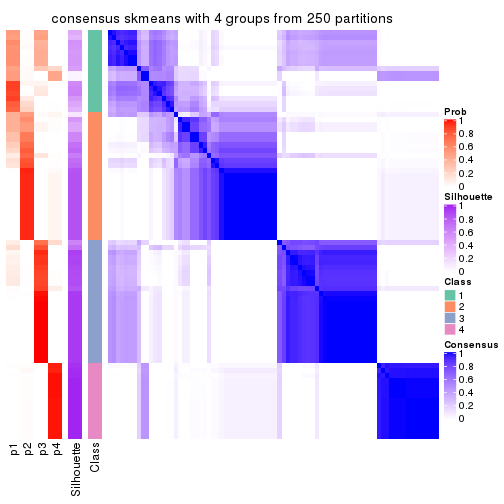 consensus skmeans with 4 groups from 250 partitions
Prob
1
0.8
0.6
0.4
0.2
0
Silhouette
1
0.8
0.6
0.4
0.2
0
Class
1
2
3
4
Consensus
1
0.8
0.6
0.4
0.2
0
p1
p2
p3
p4
Silhouette
Class